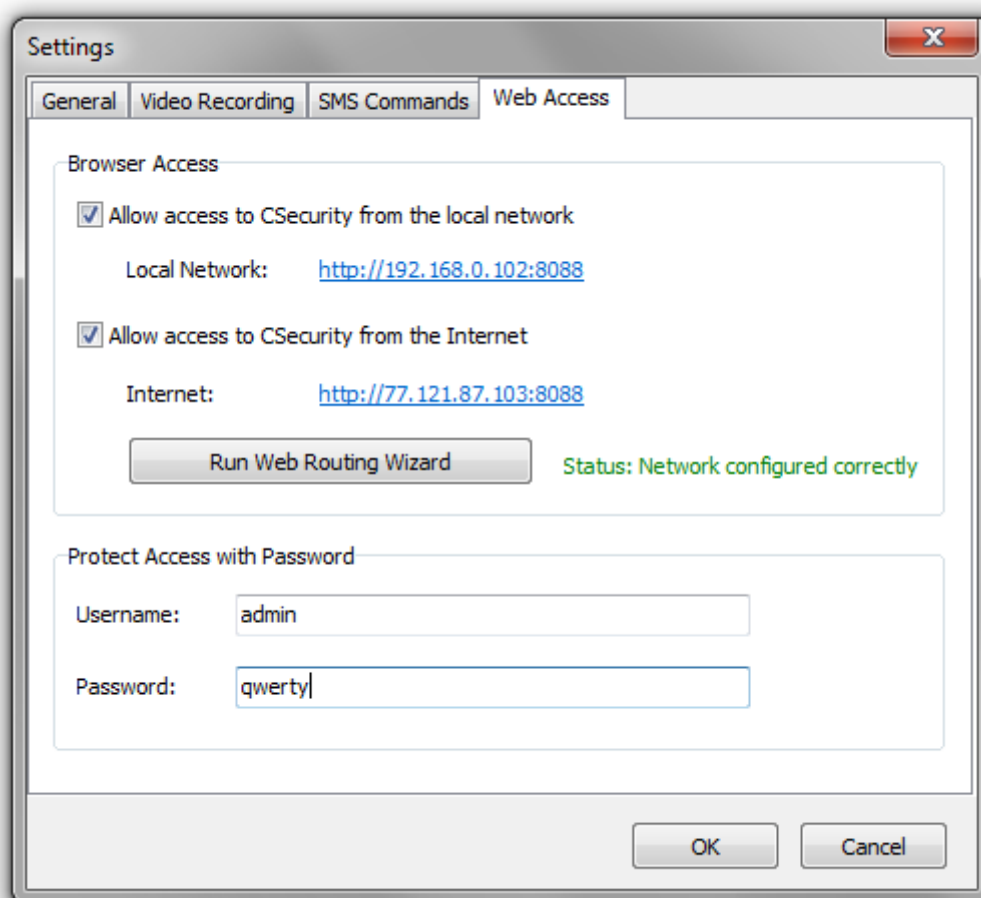 Settings
General Video Recording SMS Commands Web Access
Browser Access
Allow access to CSecurity from the local network
Local Network: http://192.168.0.102:8088
Allow access to CSecurity from the Internet
Internet: http://77.121.87.103:8088
Run Web Routing Wizard Status: Network configured correctly
Protect Access with Password
Username: admin
Password: qwerty
OK Cancel